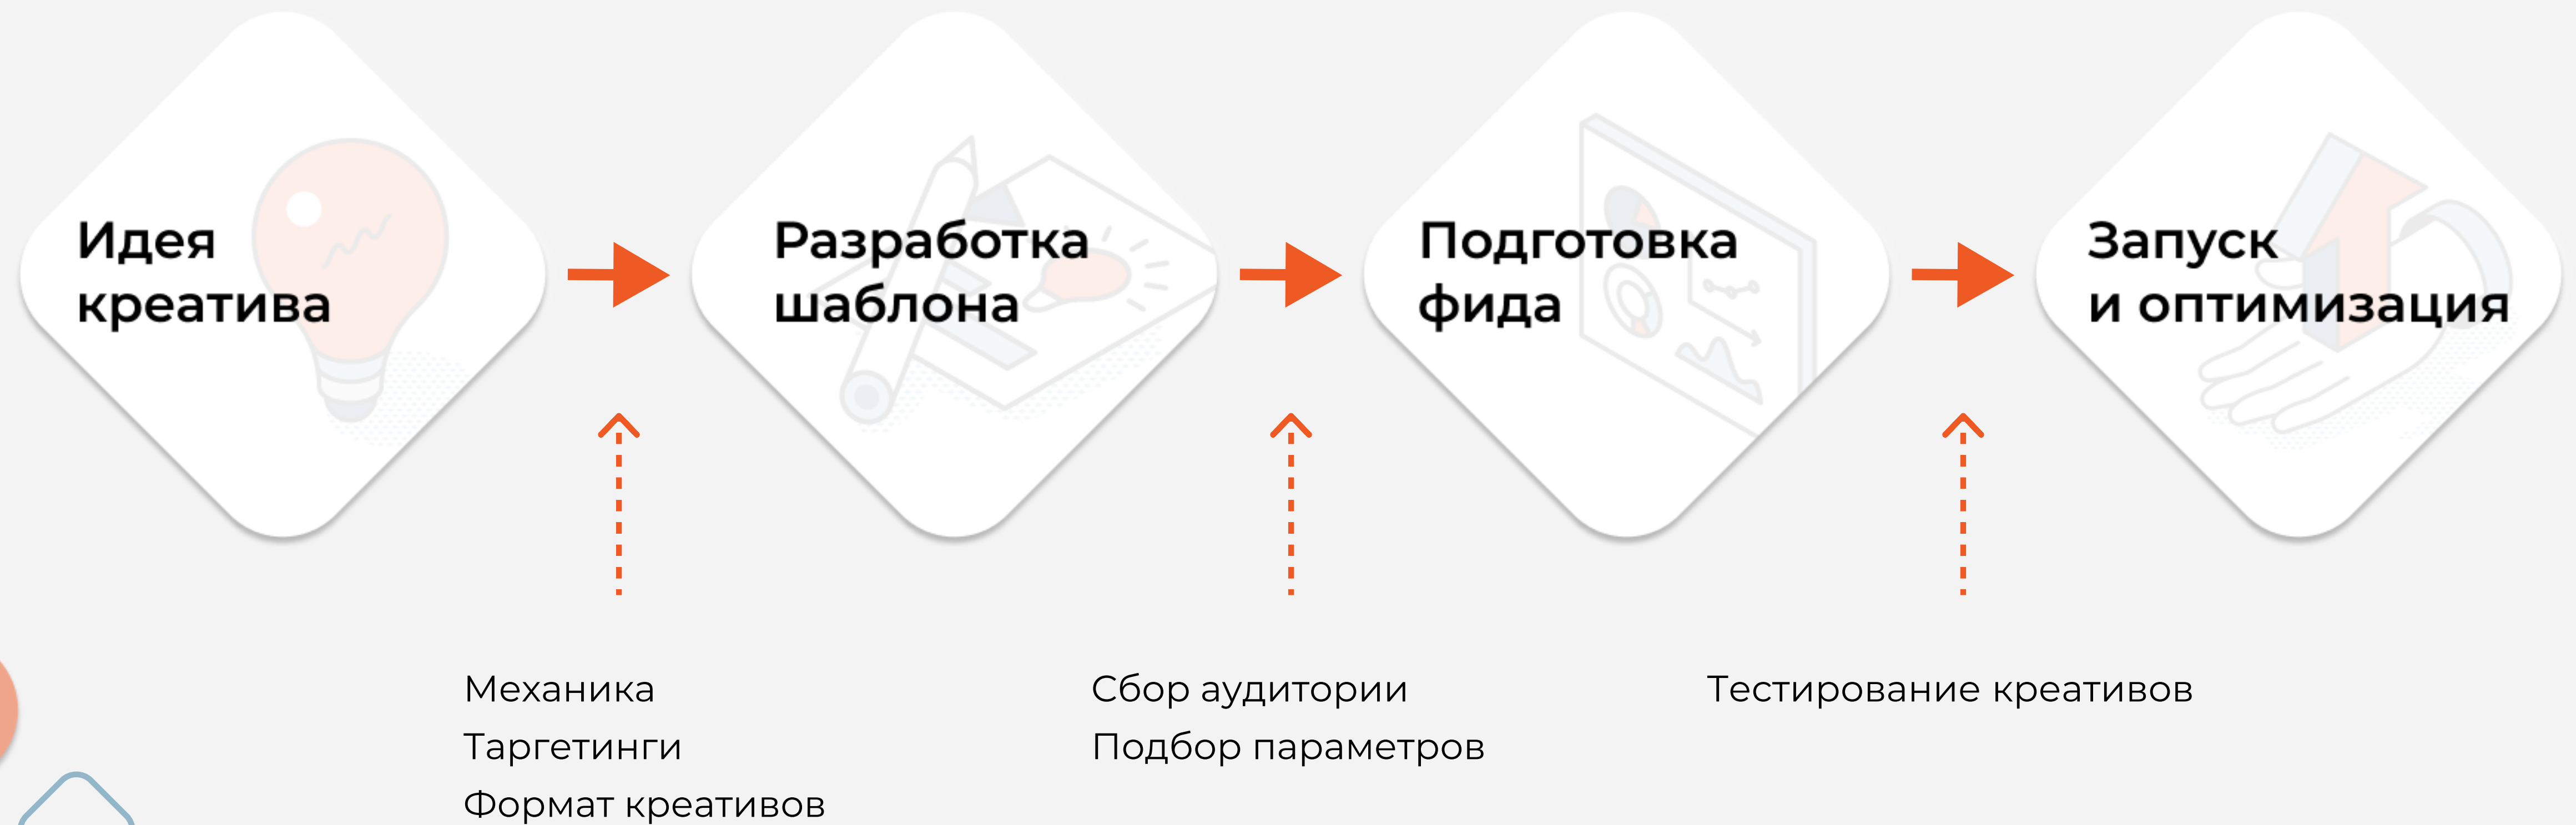 Идея
креатива
Разработка
шаблона
Подготовка
фида
Запуск
и оптимизация
Механика
Таргетинги
Формат креативов
Сбор аудитории
Подбор параметров
Тестирование креативов